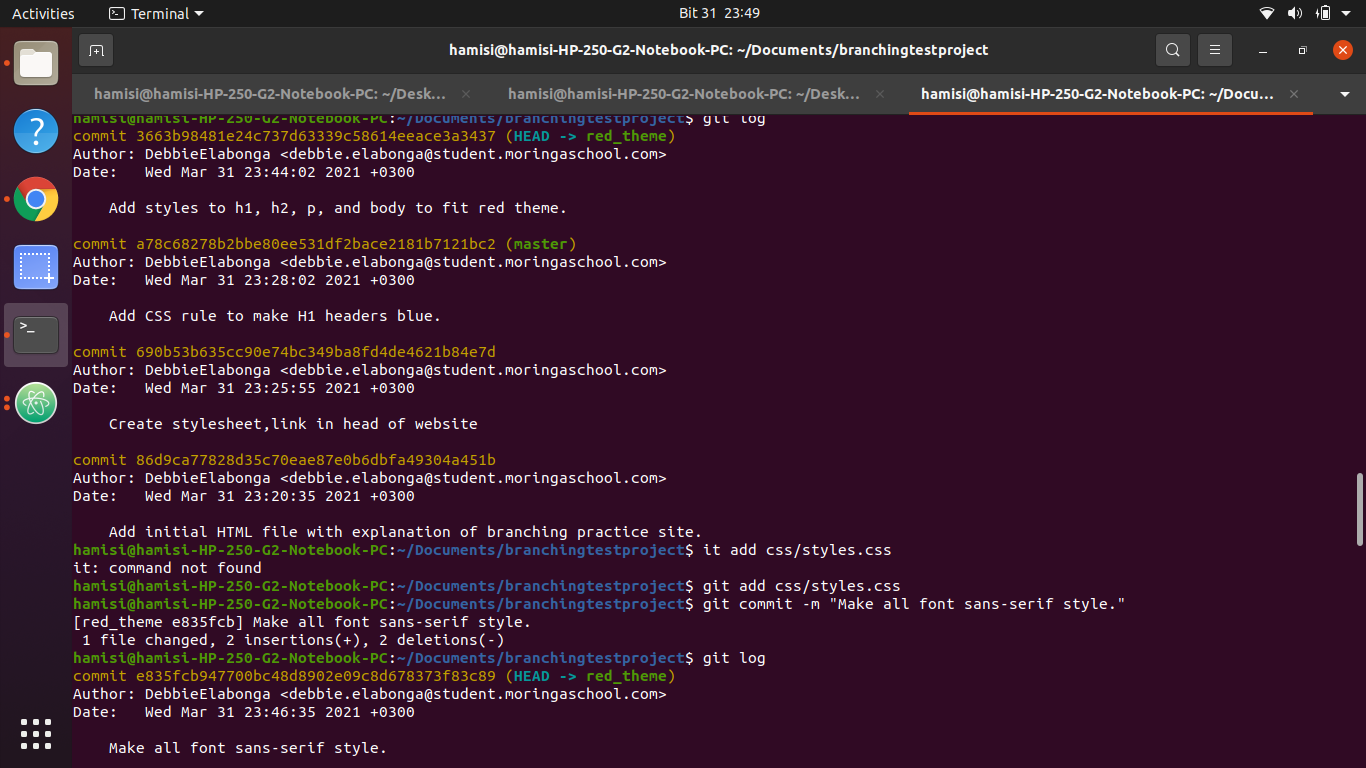 Activities
Terminal
Bit 31 23:49
hamisi@hamisi-HP-250-G2-Notebook-PC: ~/Documents/branchingtestproject
hamisi@hamisi-HP-250-G2-Notebook-PC: ~/Desk...
hamisi@hamisi-HP-250-G2-Notebook-PC: ~/Desk...
hamisi@hamisi-HP-250-G2-Notebook-PC: ~/Docu...
hamisi@hamisi-HP-250-G2-Notebook-PC:~/Documents/branchingtestproject$ git log
commit 3663b98481e24c737d63339c58614eeace3a3437 (HEAD -> red_theme)
Author: DebbieElabonga <debbie.elabonga@student.moringaschool.com>
Date:   Wed Mar 31 23:44:02 2021 +0300
    Add styles to h1, h2, p, and body to fit red theme.
commit a78c68278b2bbe80ee531df2bace2181b7121bc2 (master)
Author: DebbieElabonga <debbie.elabonga@student.moringaschool.com>
Date:   Wed Mar 31 23:28:02 2021 +0300
    Add CSS rule to make H1 headers blue.
commit 690b53b635cc90e74bc349ba8fd4de4621b84e7d
Author: DebbieElabonga <debbie.elabonga@student.moringaschool.com>
Date:   Wed Mar 31 23:25:55 2021 +0300
    Create stylesheet,link in head of website
commit 86d9ca77828d35c70eae87e0b6dbfa49304a451b
Author: DebbieElabonga <debbie.elabonga@student.moringaschool.com>
Date:   Wed Mar 31 23:20:35 2021 +0300
    Add initial HTML file with explanation of branching practice site.
hamisi@hamisi-HP-250-G2-Notebook-PC:~/Documents/branchingtestproject$ it add css/styles.css
it: command not found
hamisi@hamisi-HP-250-G2-Notebook-PC:~/Documents/branchingtestproject$ git add css/styles.css
hamisi@hamisi-HP-250-G2-Notebook-PC:~/Documents/branchingtestproject$ git commit -m "Make all font sans-serif style."
[red_theme e835fcb] Make all font sans-serif style.
 1 file changed, 2 insertions(+), 2 deletions(-)
hamisi@hamisi-HP-250-G2-Notebook-PC:~/Documents/branchingtestproject$ git log
commit e835fcb947700bc48d8902e09c8d678373f83c89 (HEAD -> red_theme)
Author: DebbieElabonga <debbie.elabonga@student.moringaschool.com>
Date:   Wed Mar 31 23:46:35 2021 +0300
    Make all font sans-serif style.